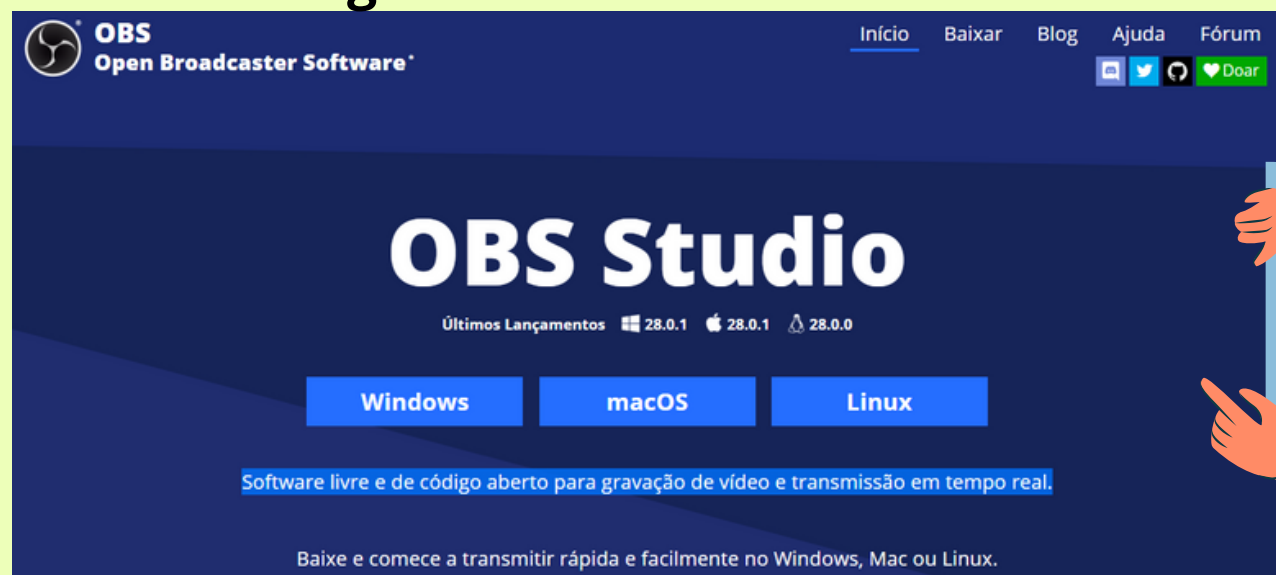 OBS
Open Broadcaster Software
Início Baixar Blog Ajuda Fórum
Doar
OBS Studio
Últimos Lançamentos 28.0.1 28.0.1 28.0.0
Windows macOS Linux
Software livre e de código aberto para gravação de vídeo e transmissão em tempo real.
Baixe e comece a transmitir rápida e facilmente no Windows, Mac ou Linux.